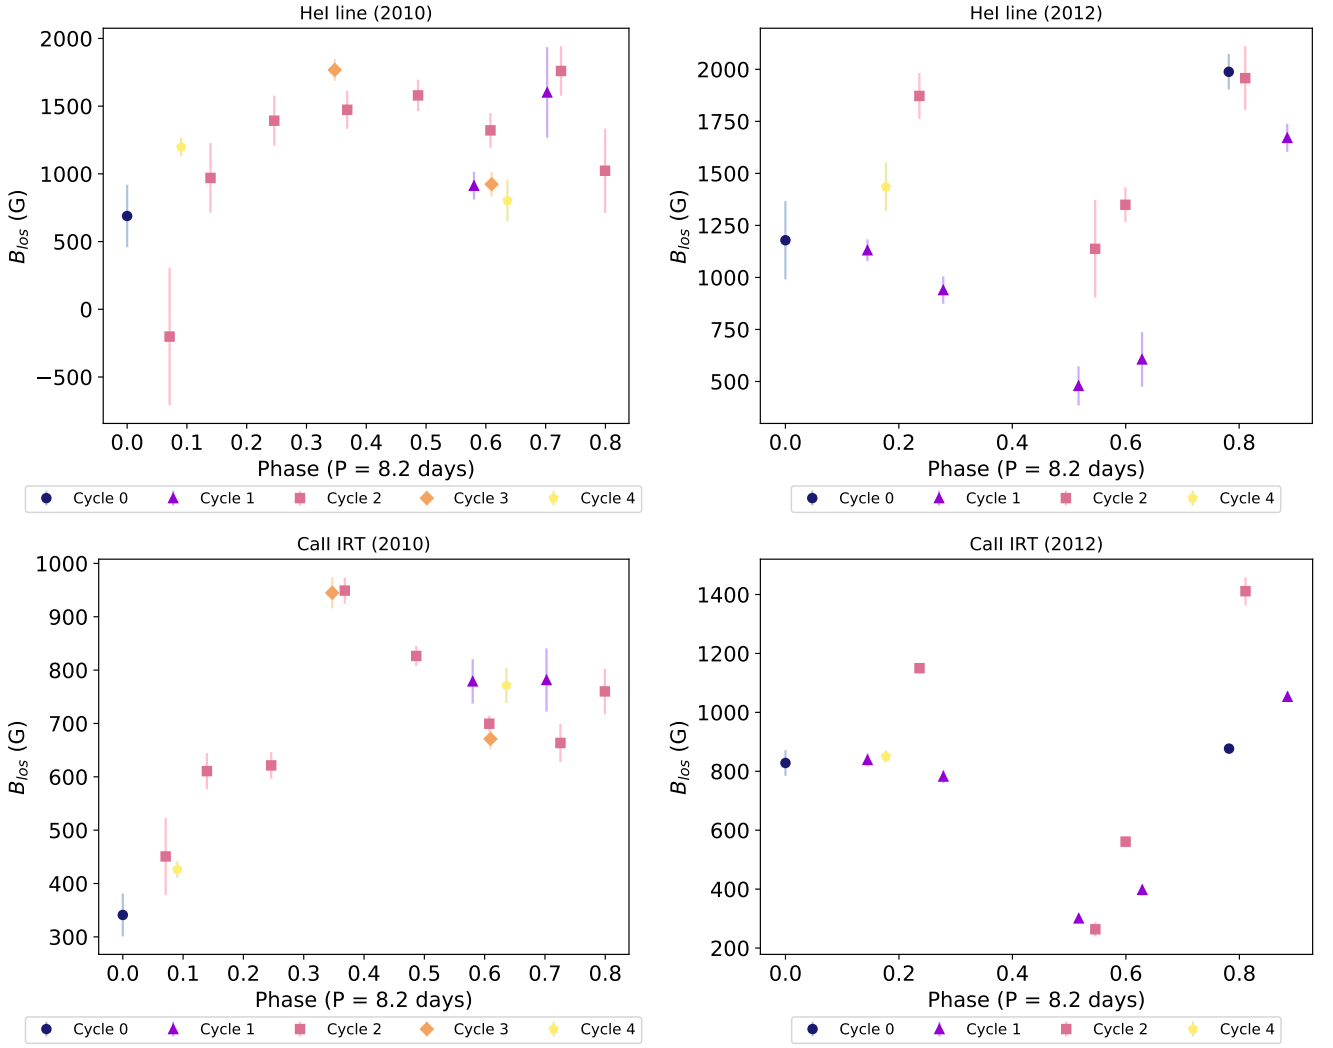 HeI line (2010)
2000
1500
1000
500
0
−500
B_los (G)
0.0 0.1 0.2 0.3 0.4 0.5 0.6 0.7 0.8
Phase (P = 8.2 days)
Cycle 0 Cycle 1 Cycle 2 Cycle 3 Cycle 4
HeI line (2012)
2000
1750
1500
1250
1000
750
500
B_los (G)
0.0 0.2 0.4 0.6 0.8
Phase (P = 8.2 days)
Cycle 0 Cycle 1 Cycle 2 Cycle 4
CaII IRT (2010)
1000
900
800
700
600
500
400
300
B_los (G)
0.0 0.1 0.2 0.3 0.4 0.5 0.6 0.7 0.8
Phase (P = 8.2 days)
Cycle 0 Cycle 1 Cycle 2 Cycle 3 Cycle 4
CaII IRT (2012)
1400
1200
1000
800
600
400
200
B_los (G)
0.0 0.2 0.4 0.6 0.8
Phase (P = 8.2 days)
Cycle 0 Cycle 1 Cycle 2 Cycle 4